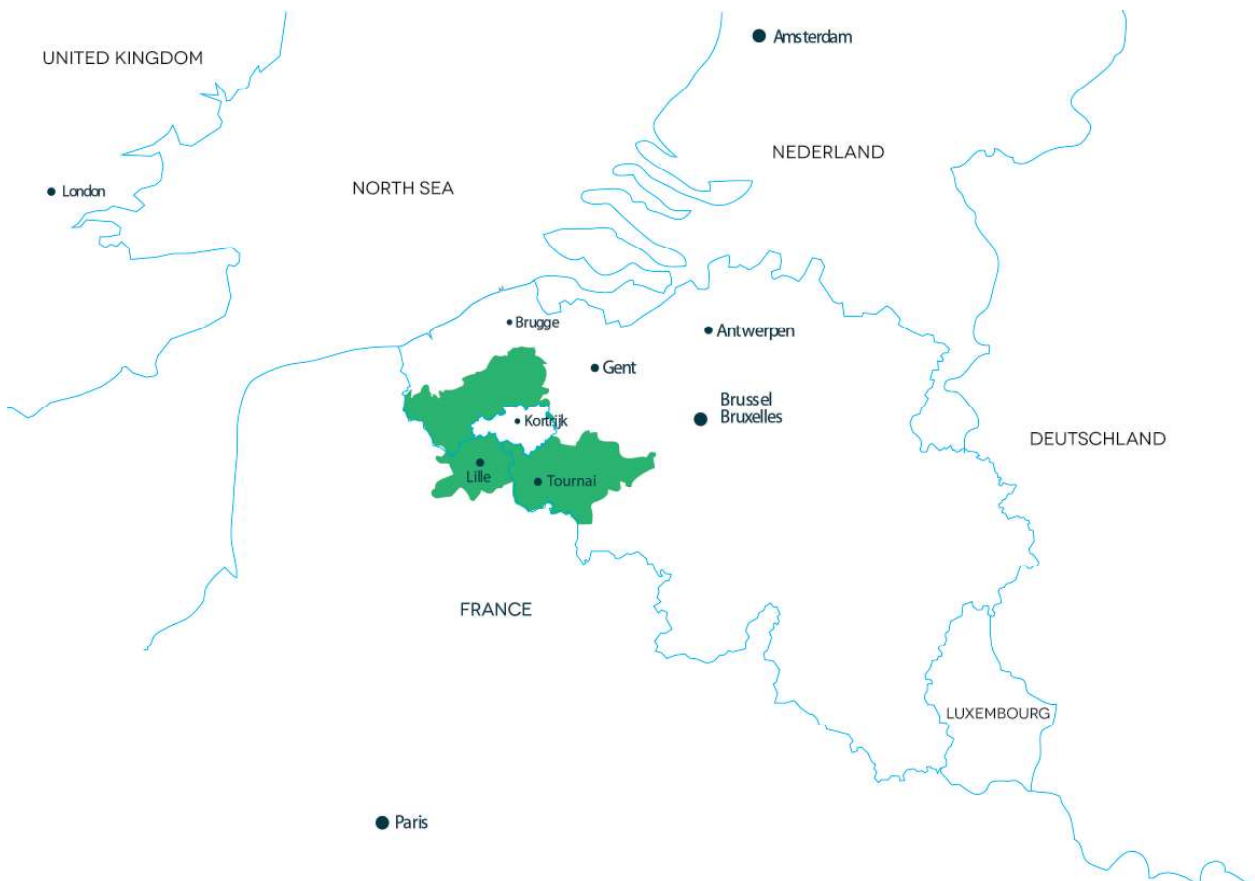 Amsterdam
UNITED KINGDOM
NEDERLAND
London
NORTH SEA
Brugge
Antwerpen
Gent
Brussel
Bruxelles
Kortrijk
DEUTSCHLAND
Lille
Tournai
FRANCE
LUXEMBOURG
Paris